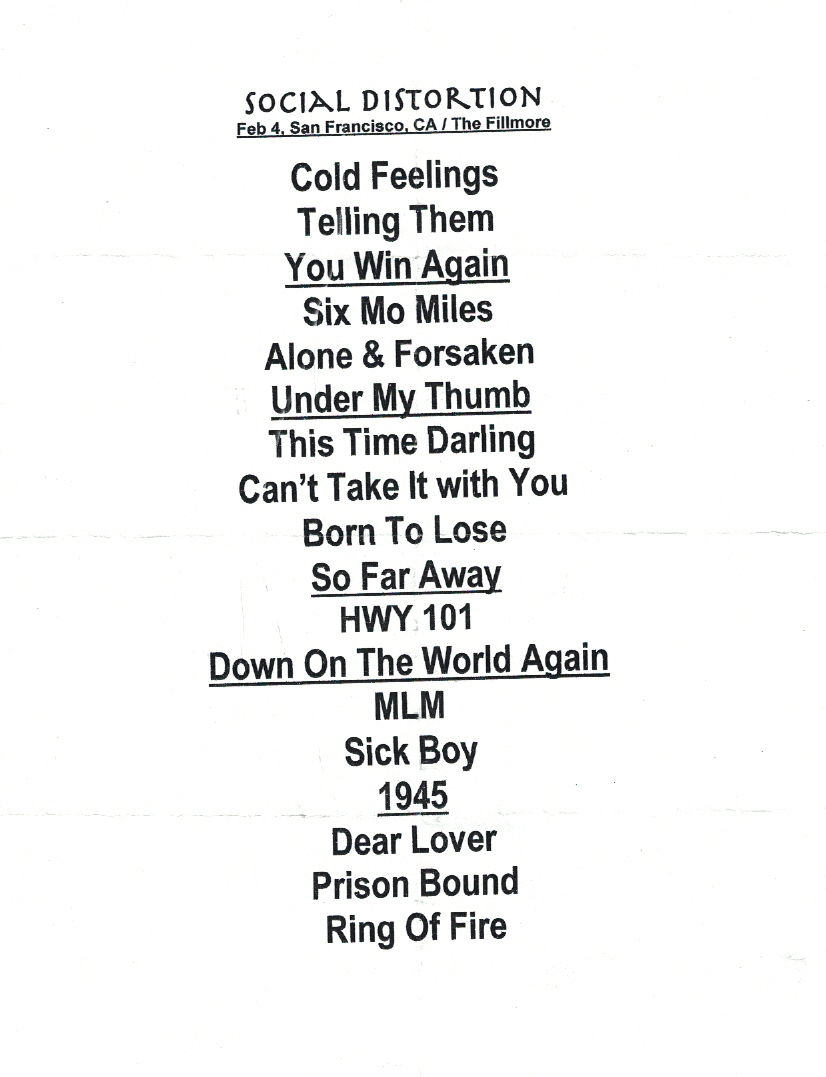 SOCIAL DISTORTION
Feb 4, San Francisco, CA / The Fillmore
Cold Feelings
Telling Them
You Win Again
Six Mo Miles
Alone & Forsaken
Under My Thumb
This Time Darling
Can't Take It with You
Born To Lose
So Far Away
HWY 101
Down On The World Again
MLM
Sick Boy
1945
Dear Lover
Prison Bound
Ring Of Fire